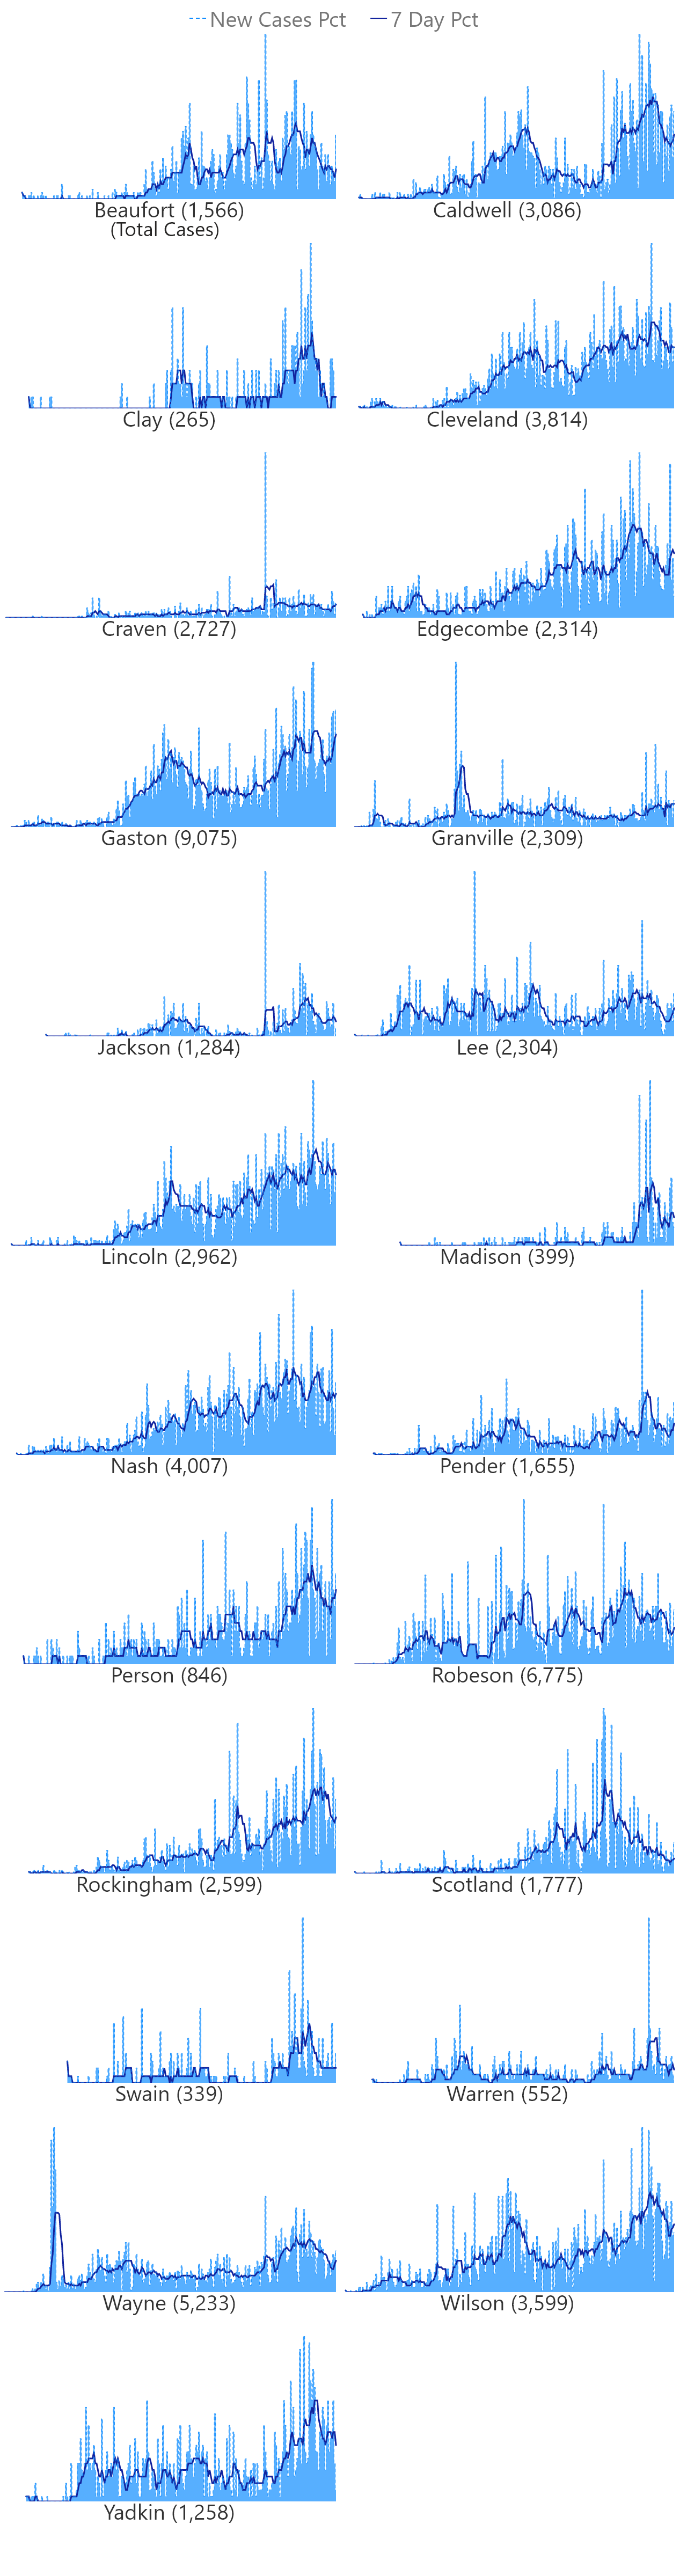 New Cases Pct 7 Day Pct
Beaufort (1,566) Caldwell (3,086)
(Total Cases)
Clay (265) Cleveland (3,814)
Craven (2,727) Edgecombe (2,314)
Gaston (9,075) Granville (2,309)
Jackson (1,284) Lee (2,304)
Lincoln (2,962) Madison (399)
Nash (4,007) Pender (1,655)
Person (846) Robeson (6,775)
Rockingham (2,599) Scotland (1,777)
Swain (339) Warren (552)
Wayne (5,233) Wilson (3,599)
Yadkin (1,258)